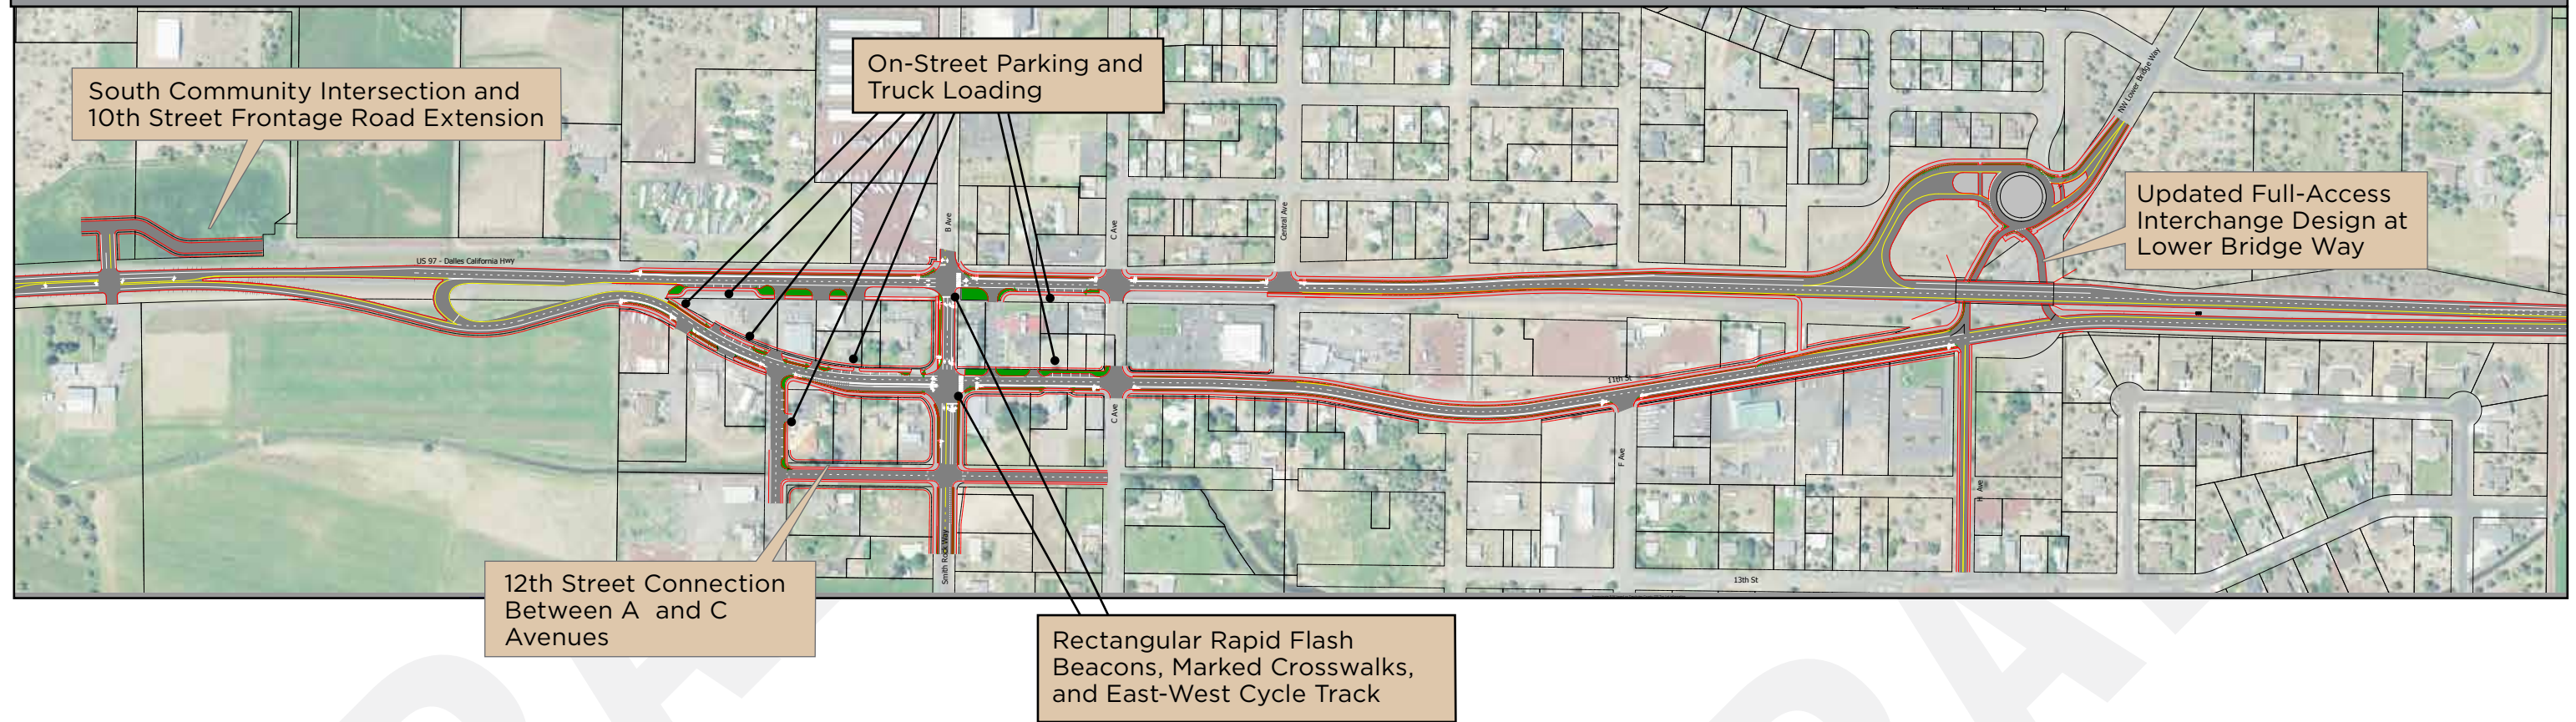 On-Street Parking and
Truck Loading
South Community Intersection and
10th Street Frontage Road Extension
NW Lower Bridge Way
Updated Full-Access
Interchange Design at
Lower Bridge Way
B Ave
C Ave
Central Ave
US 97 - Dalles California Hwy
11th St
C Ave
F Ave
H Ave
Smith Rock Way
13th St
12th Street Connection
Between A and C
Avenues
Rectangular Rapid Flash
Beacons, Marked Crosswalks,
and East-West Cycle Track